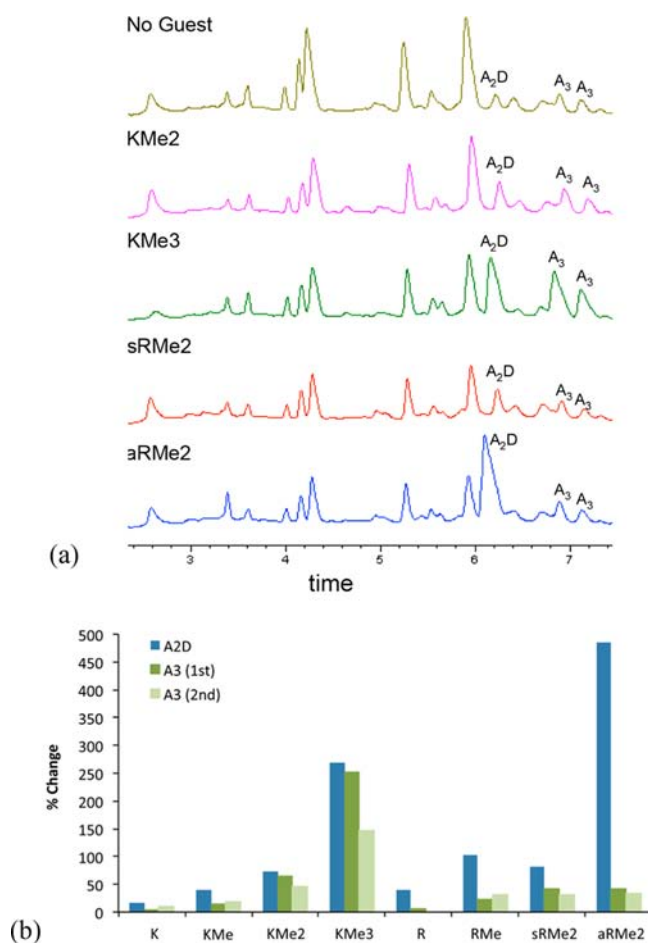 No Guest
A2D
A3
A3
KMe2
A2D
A3
A3
KMe3
A2D
A3
A3
sRMe2
A2D
A3
A3
aRMe2
A2D
A3
A3
3 4 5 6 7
time
(a)
500
450
400
350
300
250
200
150
100
50
0
% Change
A2D
A3 (1st)
A3 (2nd)
K KMe KMe2 KMe3 R RMe sRMe2 aRMe2
(b)